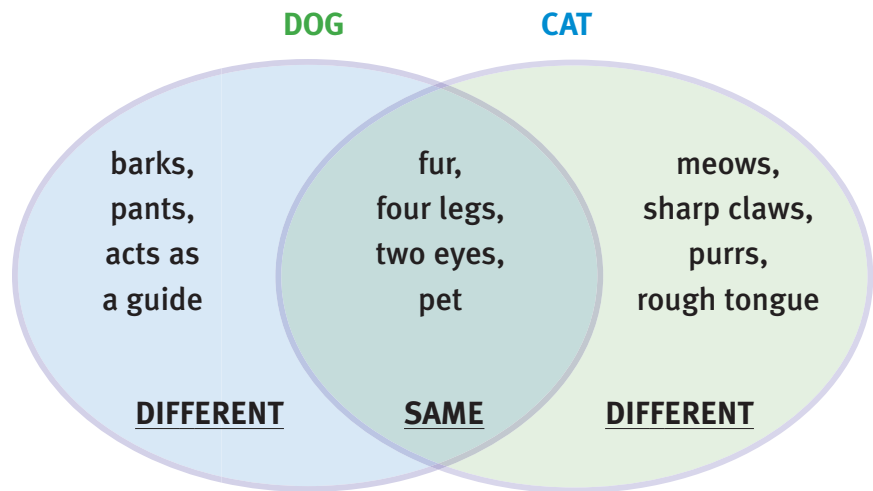 DOG
CAT
barks,
pants,
acts as
a guide
fur,
four legs,
two eyes,
pet
meows,
sharp claws,
purrs,
rough tongue
DIFFERENT
SAME
DIFFERENT